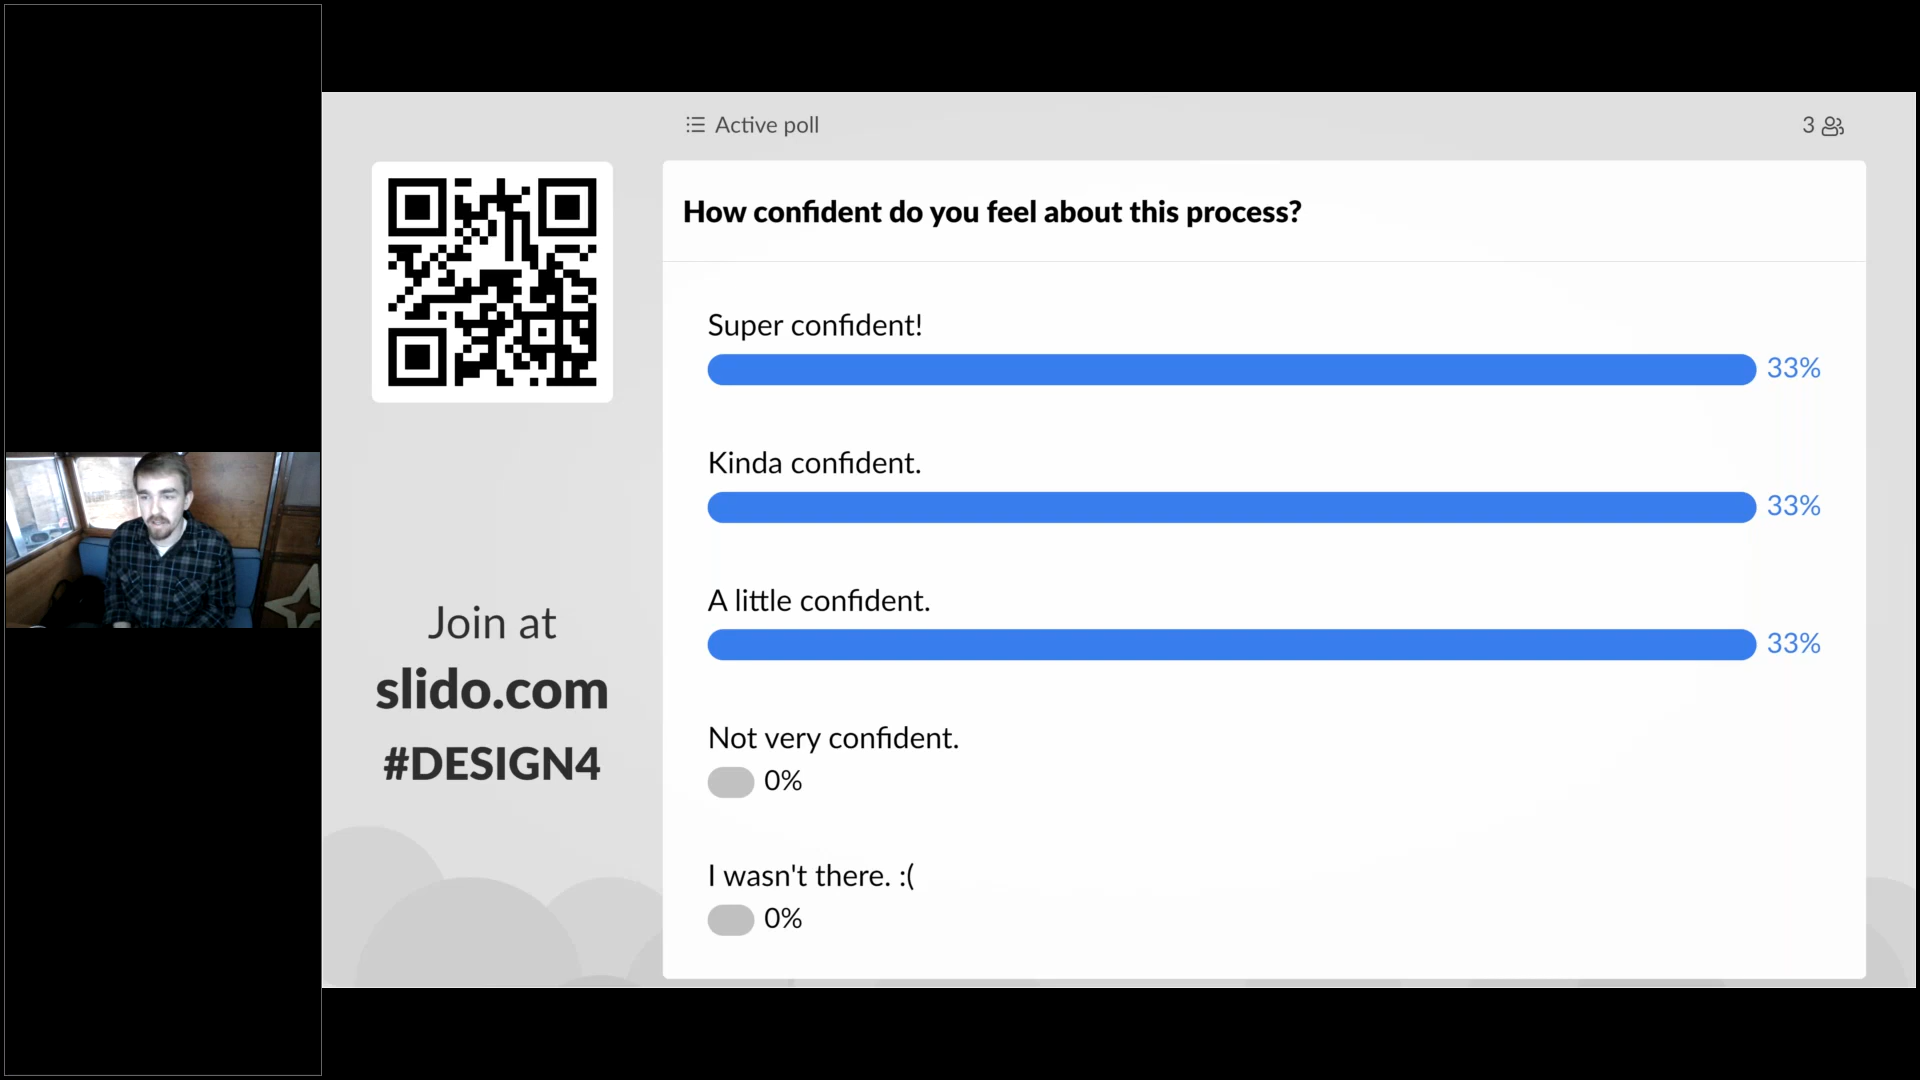 Active poll
3
How confident do you feel about this process?
Super confident!
33%
Kinda confident.
33%
A little confident.
33%
Not very confident.
0%
I wasn't there. :(
0%
Join at
slido.com
#DESIGN4